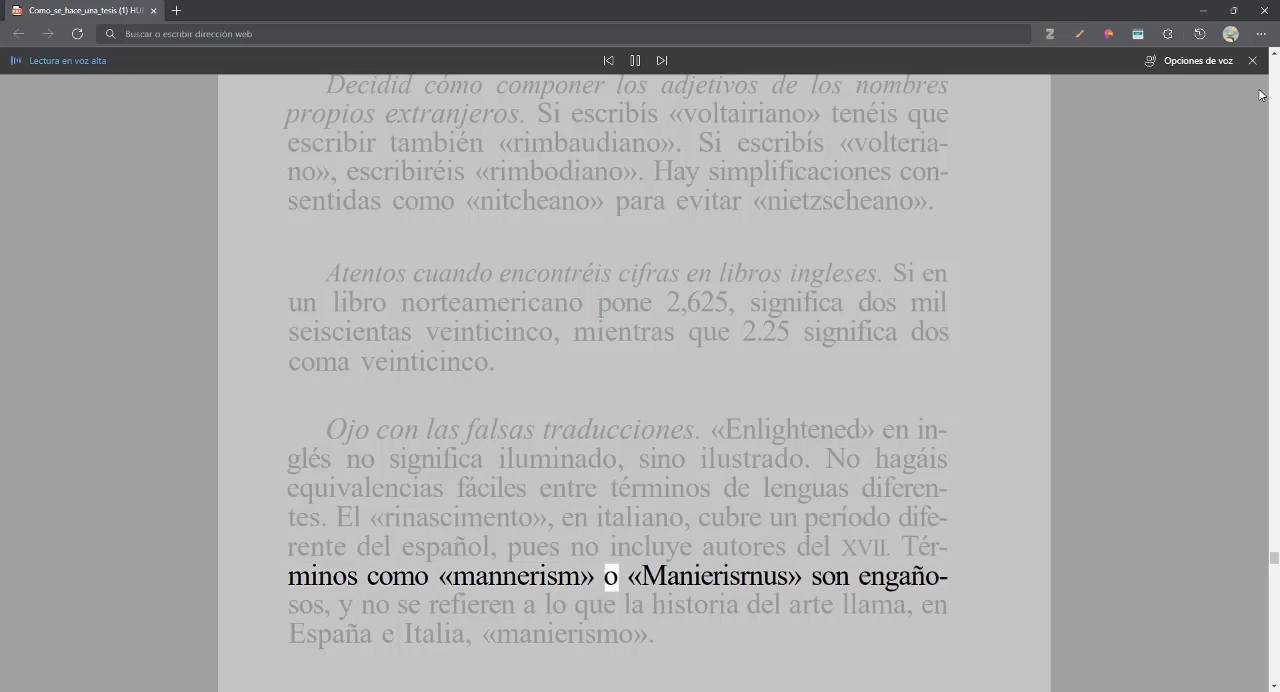 Como_se_hace_una_tesis (1) HU
Buscar o escribir dirección web
Lectura en voz alta
Opciones de voz
Decidid cómo componer los adjetivos de los nombres
propios extranjeros. Si escribís «voltairiano» tenéis que
escribir también «rimbaudiano». Si escribís «volteria-
no», escribiréis «rimbodiano». Hay simplificaciones con-
sentidas como «nitcheano» para evitar «nietzscheano».
Atentos cuando encontréis cifras en libros ingleses. Si en
un libro norteamericano pone 2,625, significa dos mil
seiscientas veinticinco, mientras que 2.25 significa dos
coma veinticinco.
Ojo con las falsas traducciones. «Enlightened» en in-
glés no significa iluminado, sino ilustrado. No hagáis
equivalencias fáciles entre términos de lenguas diferen-
tes. El «rinascimento», en italiano, cubre un período dife-
rente del español, pues no incluye autores del XVII. Tér-
minos como «mannerism» o «Manierisrnus» son engaño-
sos, y no se refieren a lo que la historia del arte llama, en
España e Italia, «manierismo».